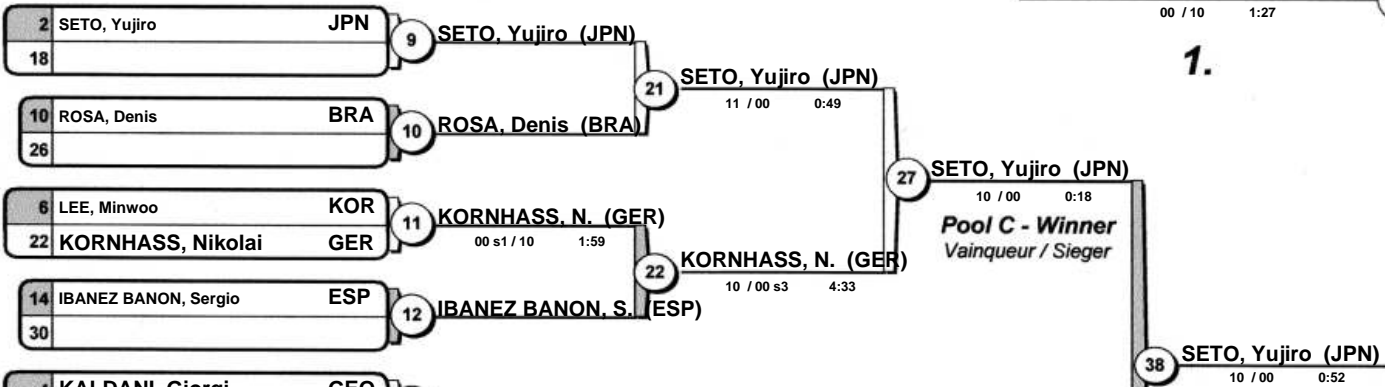 00 / 10 1:27
1.
2 SETO, Yujiro JPN
18
9 SETO, Yujiro (JPN)
10 ROSA, Denis BRA
26
10 ROSA, Denis (BRA)
21 SETO, Yujiro (JPN)
11 / 00 0:49
6 LEE, Minwoo KOR
22 KORNHASS, Nikolai GER
11 KORNHASS, N. (GER)
00 s1 / 10 1:59
14 IBANEZ BANON, Sergio ESP
30
12 IBANEZ BANON, S. (ESP)
22 KORNHASS, N. (GER)
10 / 00 s3 4:33
27 SETO, Yujiro (JPN)
10 / 00 0:18
Pool C - Winner
Vainqueur / Sieger
38 SETO, Yujiro (JPN)
10 / 00 0:52
KALDANI, Giorgi GEO